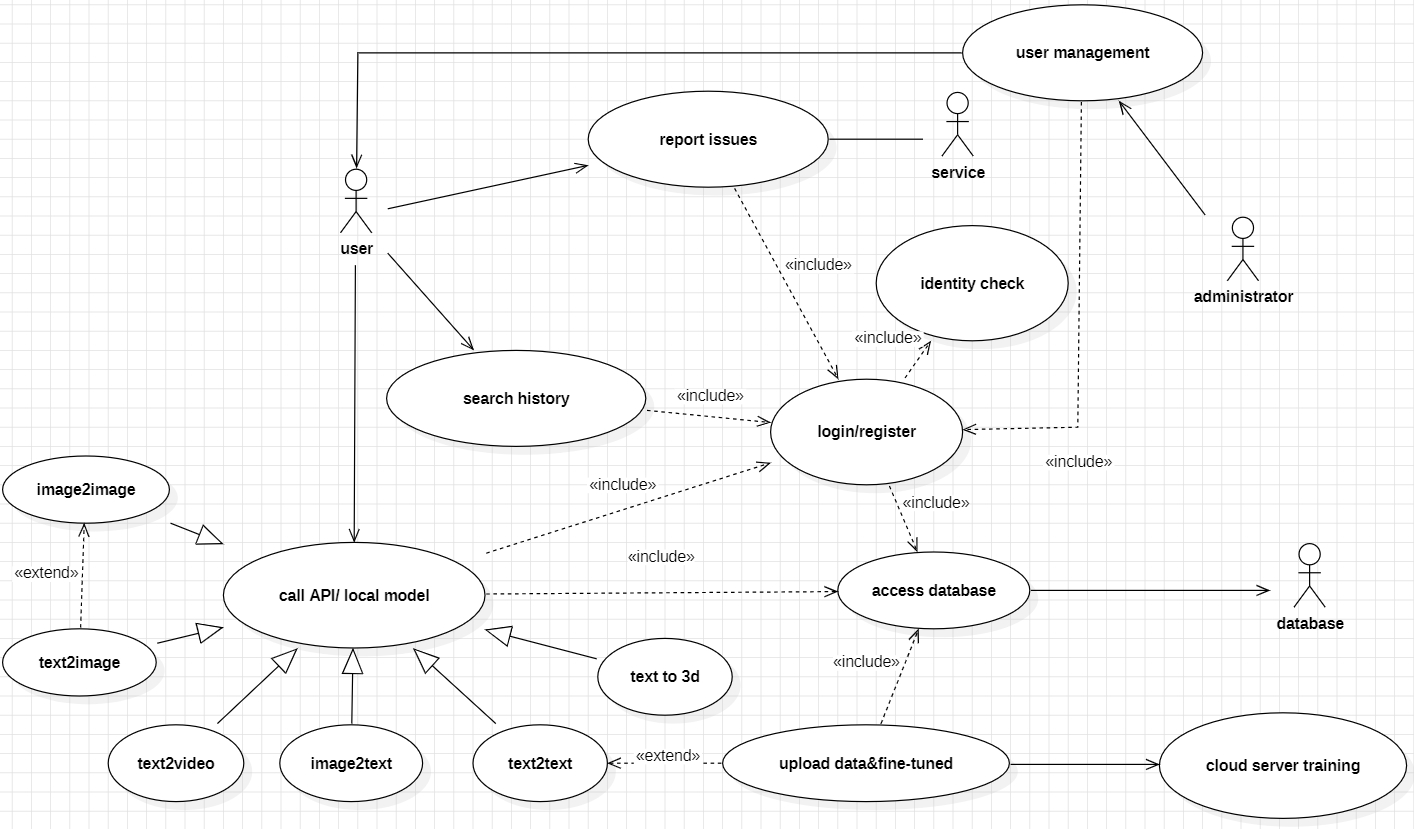 user management
report issues
service
user
«include»
identity check
administrator
«include»
search history
«include»
login/register
«include»
«include»
image2image
«include»
«include»
«extend»
call API/ local model
access database
database
text2image
«include»
text to 3d
text2video
image2text
text2text
«extend»
upload data&fine-tuned
cloud server training